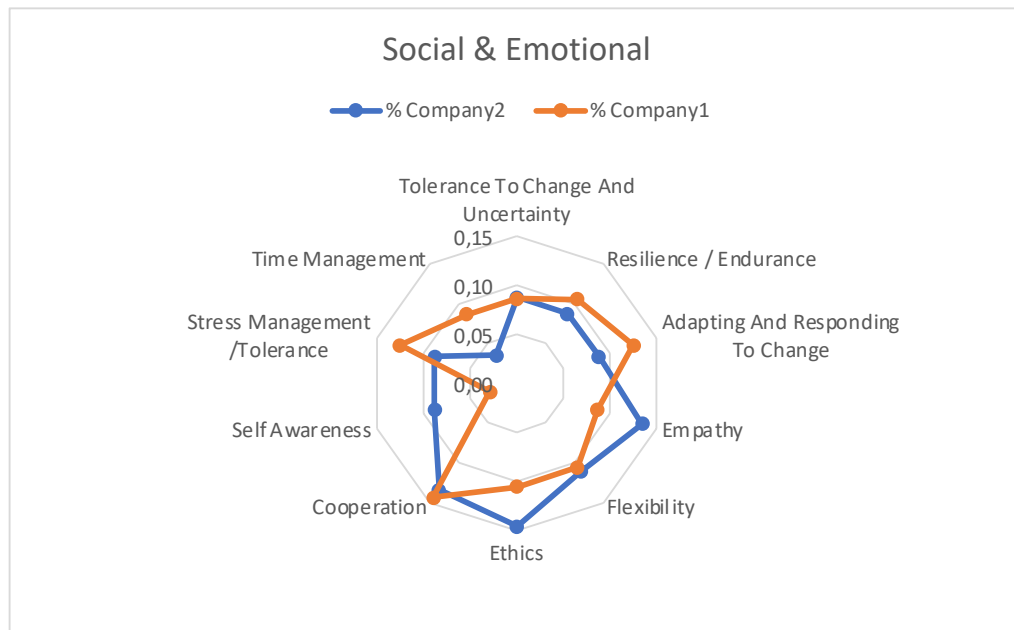 Social & Emotional
% Company2
% Company1
Tolerance To Change And
Uncertainty
0,15
Time Management
Resilience / Endurance
0,10
Stress Management
/Tolerance
Adapting And Responding
To Change
0,05
0,00
Self Awareness
Empathy
Cooperation
Flexibility
Ethics